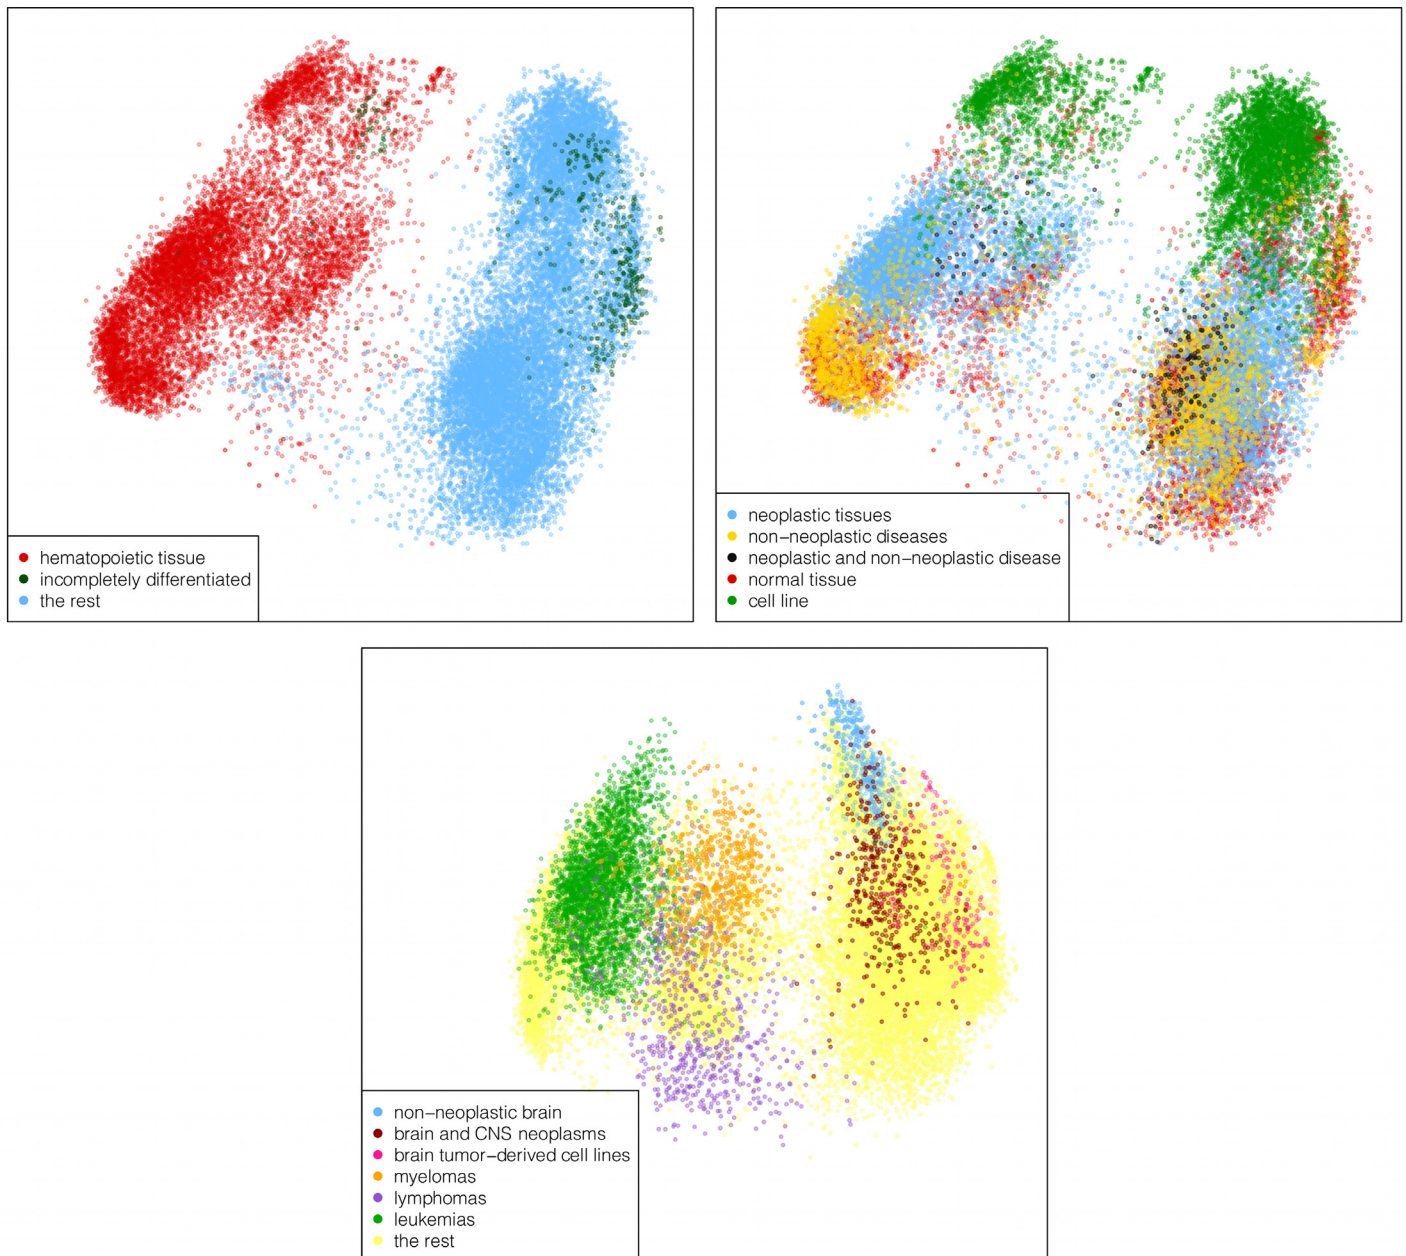 hematopoietic tissue
incompletely differentiated
the rest
neoplastic tissues
non−neoplastic diseases
neoplastic and non−neoplastic disease
normal tissue
cell line
non−neoplastic brain
brain and CNS neoplasms
brain tumor−derived cell lines
myelomas
lymphomas
leukemias
the rest